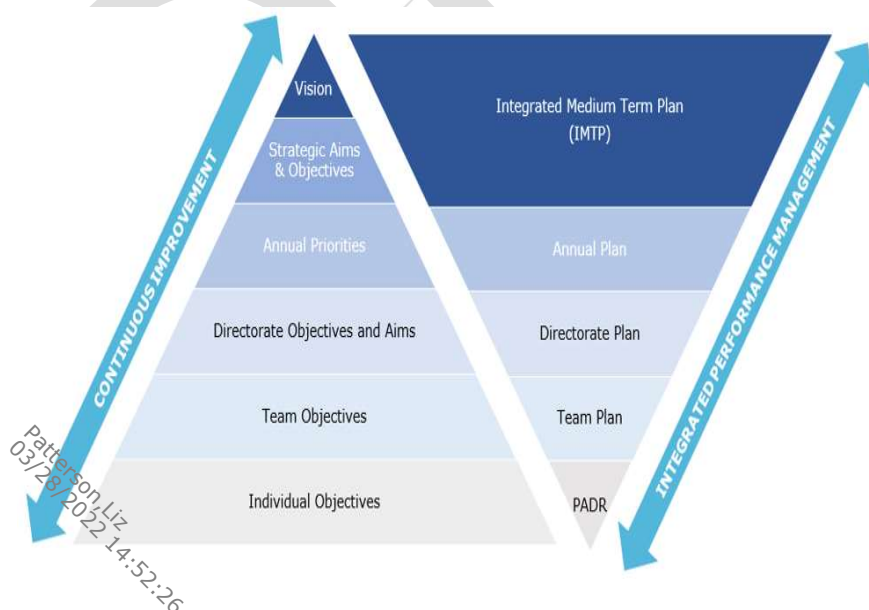 CONTINUOUS IMPROVEMENT
Vision
Strategic Aims
& Objectives
Annual Priorities
Directorate Objectives and Aims
Team Objectives
Individual Objectives
Integrated Medium Term Plan
(IMTP)
Annual Plan
Directorate Plan
Team Plan
PADR
INTEGRATED PERFORMANCE MANAGEMENT
Patterson,Liz
03/28/2022 14:52:26